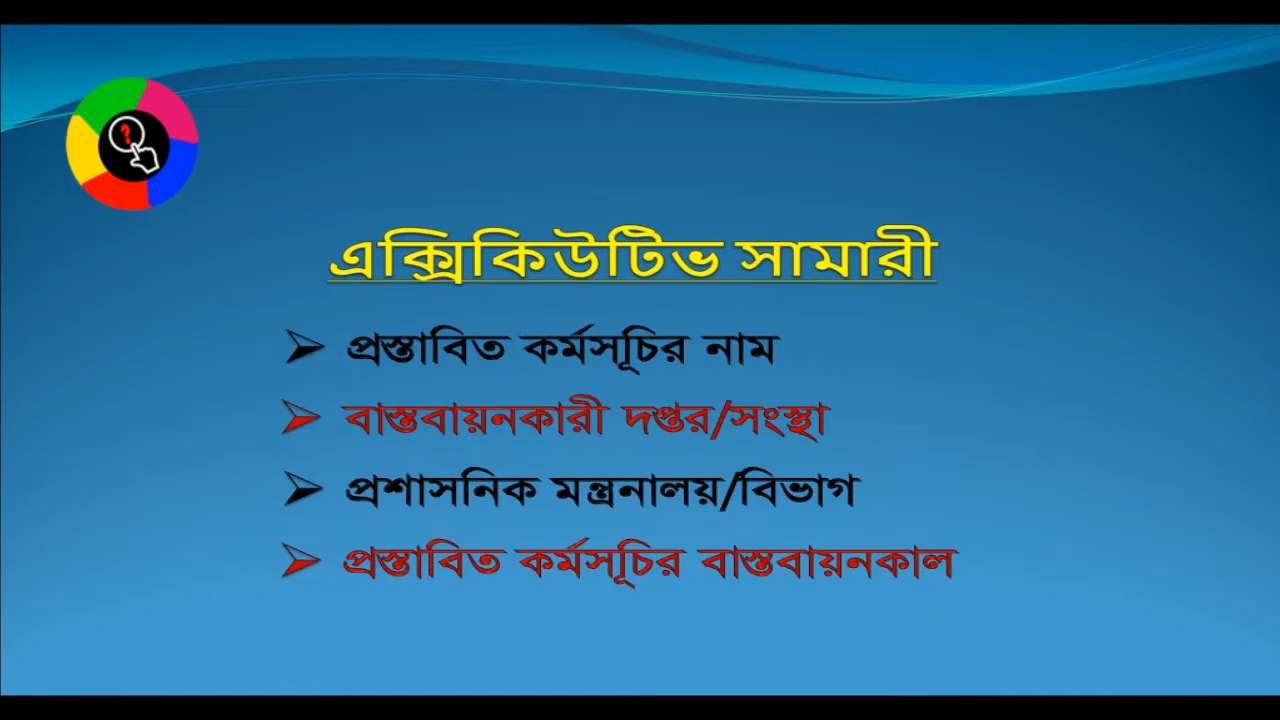 এক্সিকিউটিভ সামারী
প্রস্তাবিত কর্মসূচির নাম
বাস্তবায়নকারী দপ্তর/সংস্থা
প্রশাসনিক মন্ত্রনালয়/বিভাগ
প্রস্তাবিত কর্মসূচির বাস্তবায়নকাল